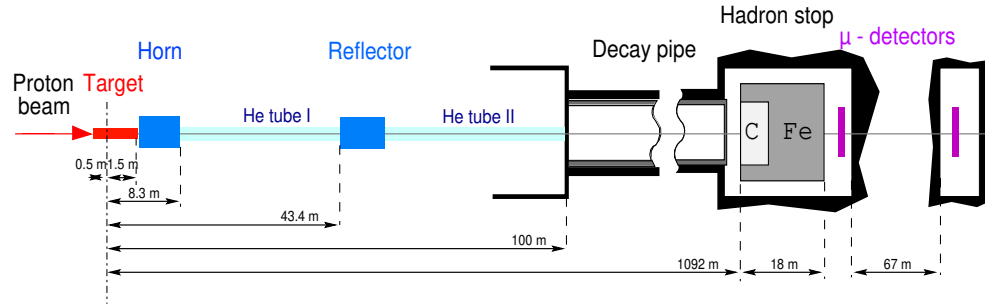 Hadron stop
Horn
Reflector
Decay pipe
μ - detectors
Proton
beam
Target
He tube I
He tube II
C
Fe
0.5 m
1.5 m
8.3 m
43.4 m
100 m
1092 m
18 m
67 m